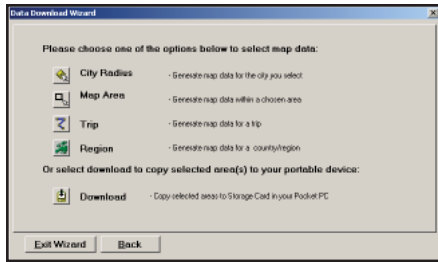 Data Download Wizard
Please choose one of the options below to select map data:
City Radius - Generate map data for the city you select
Map Area - Generate map data within a chosen area
Trip - Generate map data for a trip
Region - Generate map data for a country/region
Or select download to copy selected area(s) to your portable device:
Download - Copy selected areas to Storage Card in your Pocket PC
Exit Wizard Back